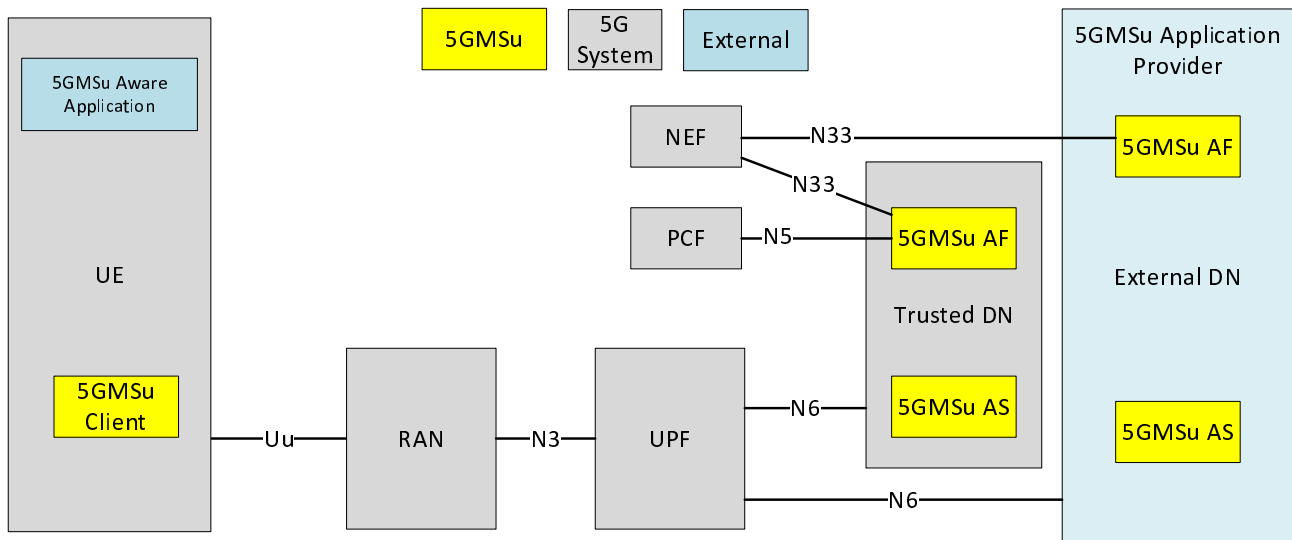 5GMSu
5G
System
External
5GMSu Application
Provider
5GMSu Aware
Application
NEF
N33
5GMSu AF
N33
PCF
N5
5GMSu AF
UE
External DN
Trusted DN
5GMSu
Client
5GMSu AS
N6
5GMSu AS
Uu
RAN
N3
UPF
N6